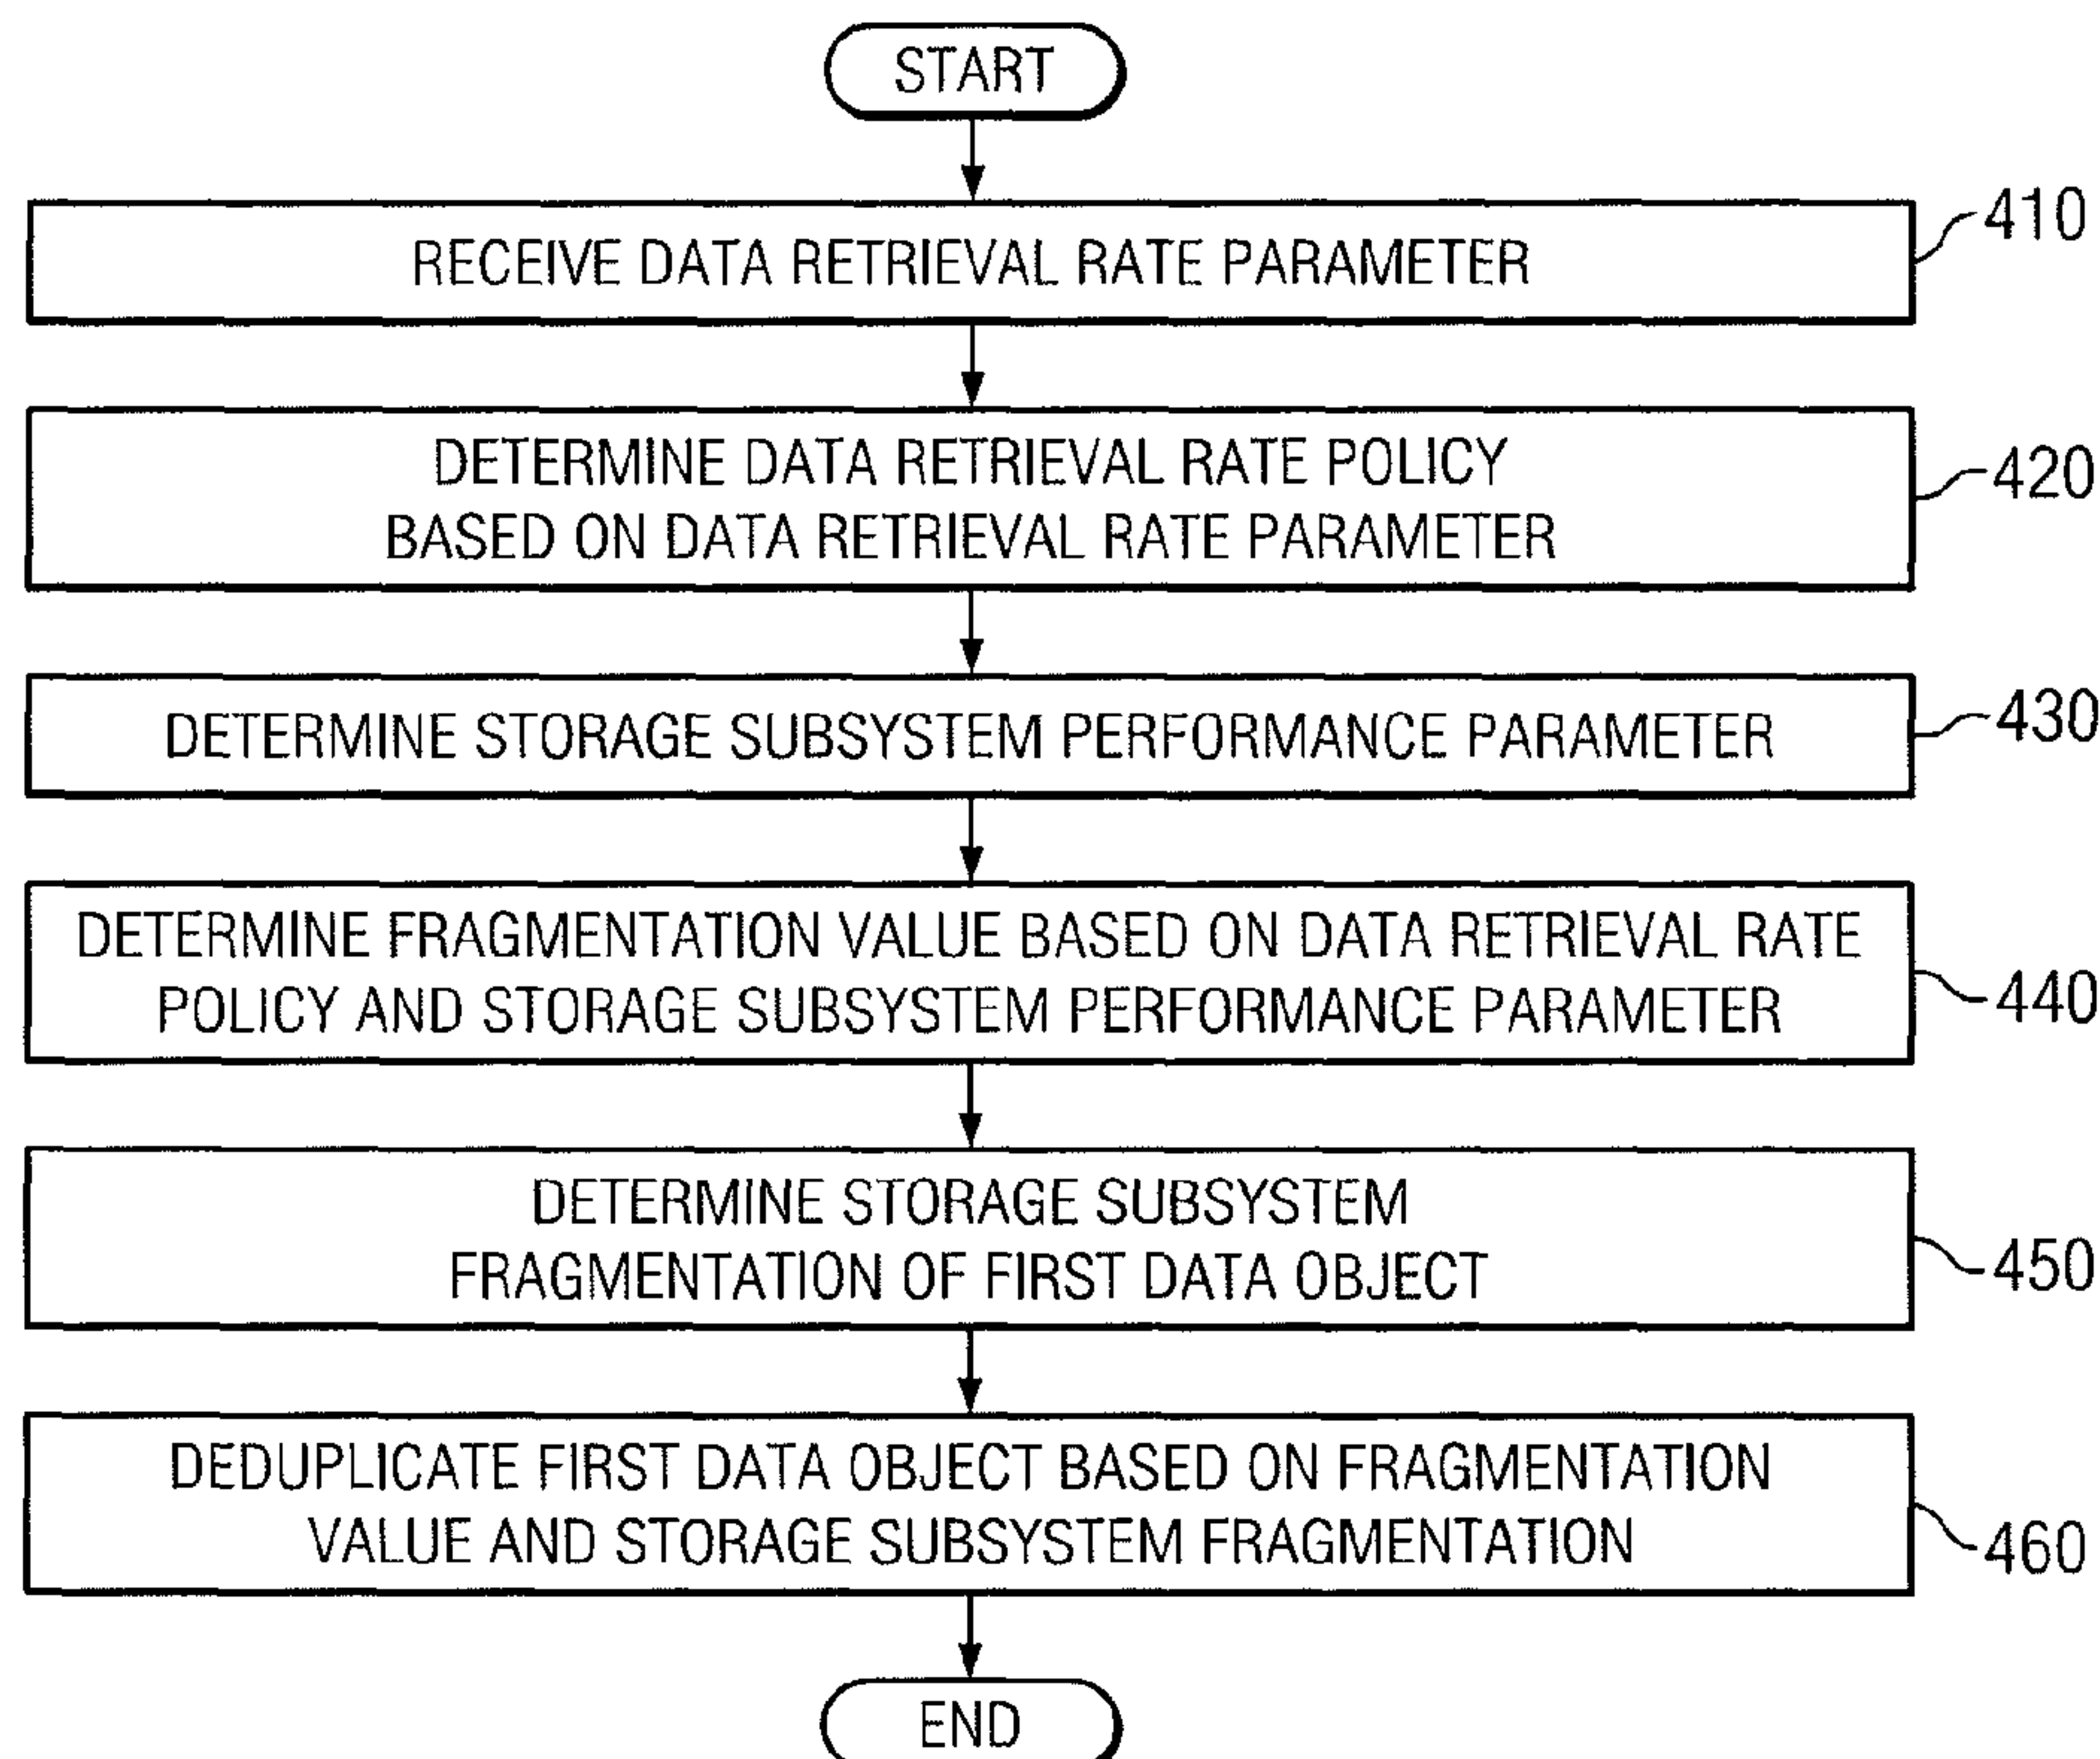 START
RECEIVE DATA RETRIEVAL RATE PARAMETER
410
DETERMINE DATA RETRIEVAL RATE POLICY
BASED ON DATA RETRIEVAL RATE PARAMETER
420
DETERMINE STORAGE SUBSYSTEM PERFORMANCE PARAMETER
430
DETERMINE FRAGMENTATION VALUE BASED ON DATA RETRIEVAL RATE
POLICY AND STORAGE SUBSYSTEM PERFORMANCE PARAMETER
440
DETERMINE STORAGE SUBSYSTEM
FRAGMENTATION OF FIRST DATA OBJECT
450
DEDUPLICATE FIRST DATA OBJECT BASED ON FRAGMENTATION
VALUE AND STORAGE SUBSYSTEM FRAGMENTATION
460
END